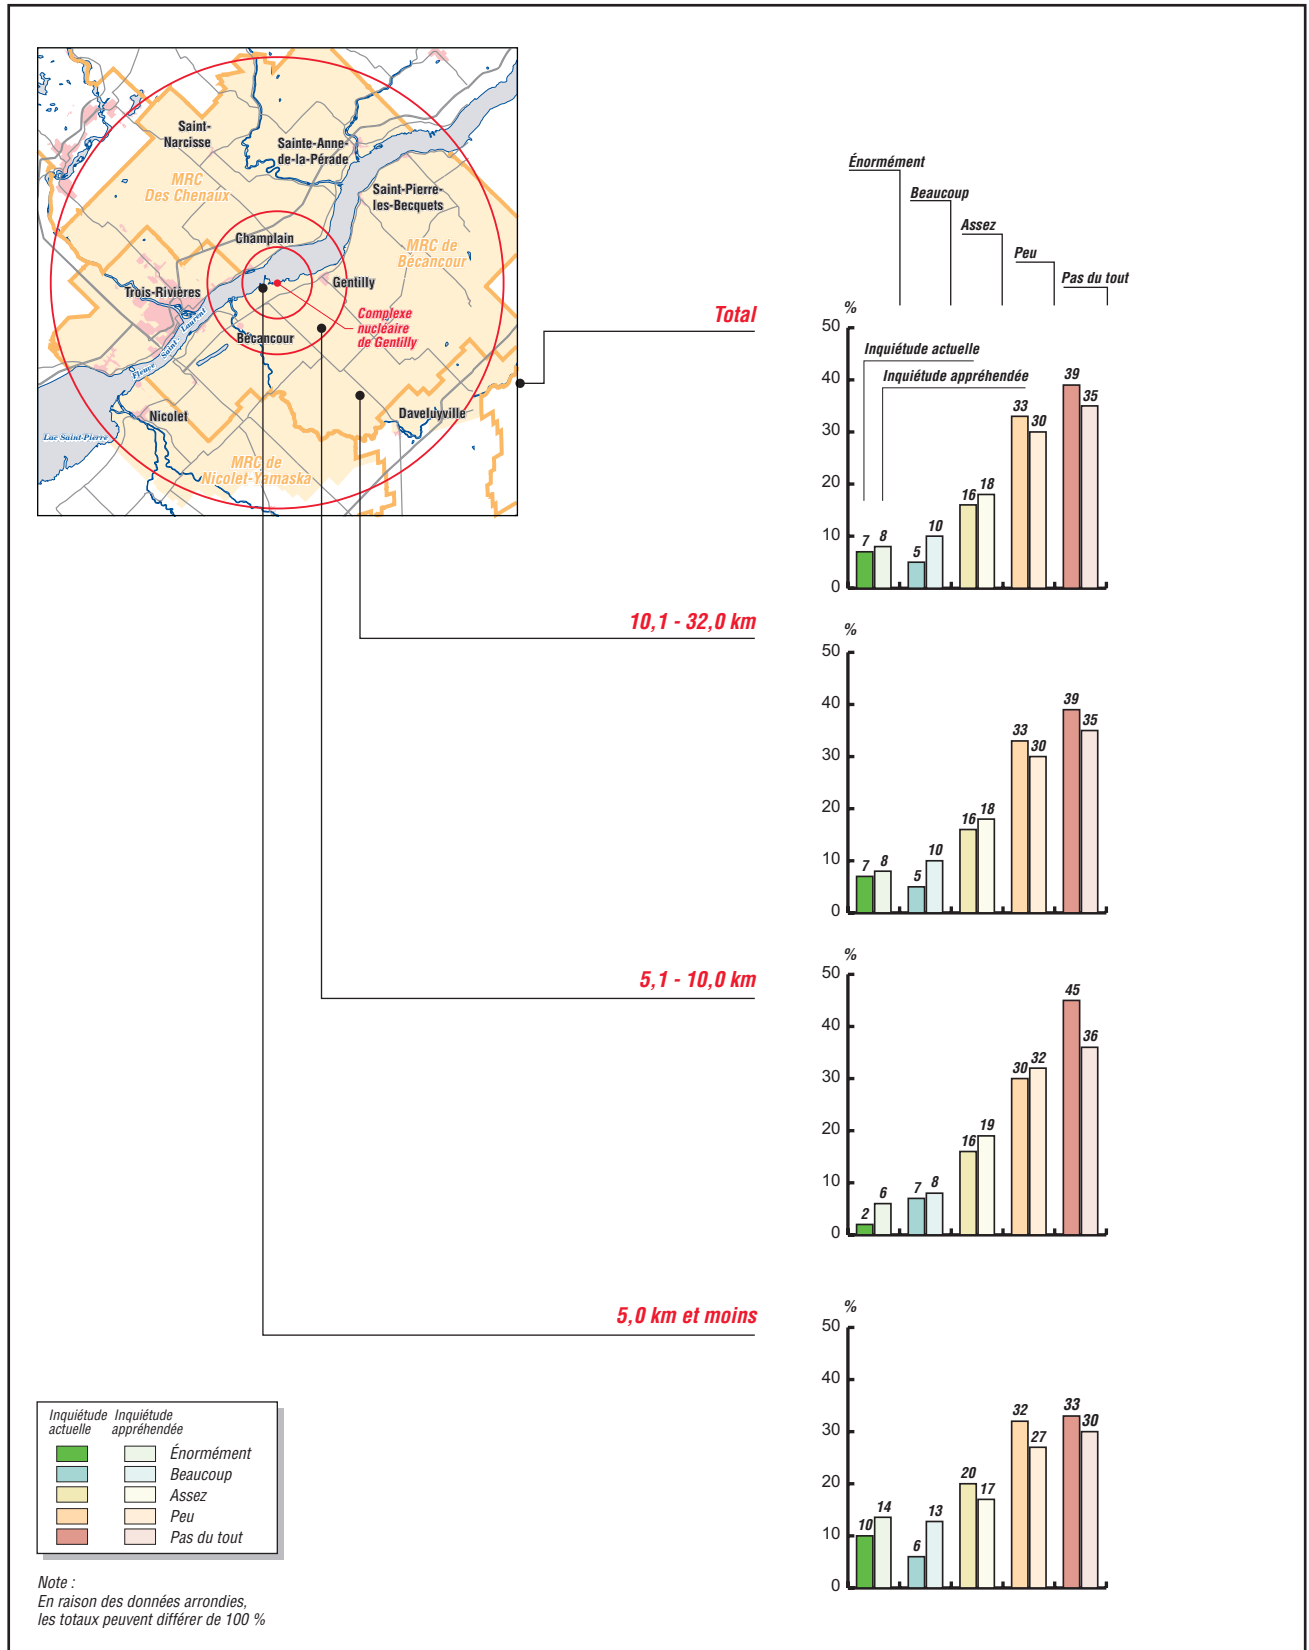 Saint-
Narcisse
Sainte-Anne-
de-la-Pérade
MRC
Des Chenaux
Saint-Pierre-
les-Becquets
Champlain
MRC de
Bécancour
Trois-Rivières
Gentilly
Complexe
nucléaire
de Gentilly
Fleuve Saint-Laurent
Bécancour
Nicolet
Daveluyville
Lac Saint-Pierre
MRC de
Nicolet-Yamaska
Énormément
Beaucoup
Assez
Peu
Pas du tout
Total
%
50
40
30
20
10
0
Inquiétude actuelle
Inquiétude appréhendée
7 8 5 10 16 18 33 30 39 35
10,1 - 32,0 km
%
50
40
30
20
10
0
7 8 5 10 16 18 33 30 39 35
5,1 - 10,0 km
%
50
40
30
20
10
0
2 6 7 8 16 19 30 32 45 36
5,0 km et moins
%
50
40
30
20
10
0
10 14 6 13 20 17 32 27 33 30
Inquiétude Inquiétude
actuelle appréhendée
Énormément
Beaucoup
Assez
Peu
Pas du tout
Note :
En raison des données arrondies,
les totaux peuvent différer de 100 %